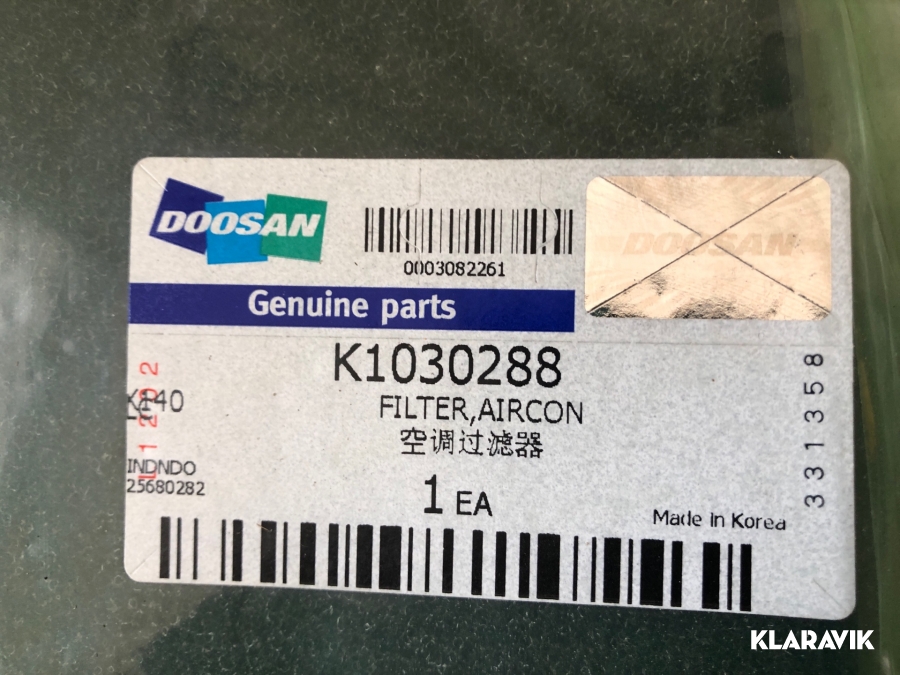 DOOSAN
0003082261
DOOSAN
Genuine parts
K1030288
FILTER,AIRCON
空调过滤器
1 EA
INDNDO
25680282
331358
Made in Korea
KLARAVIK